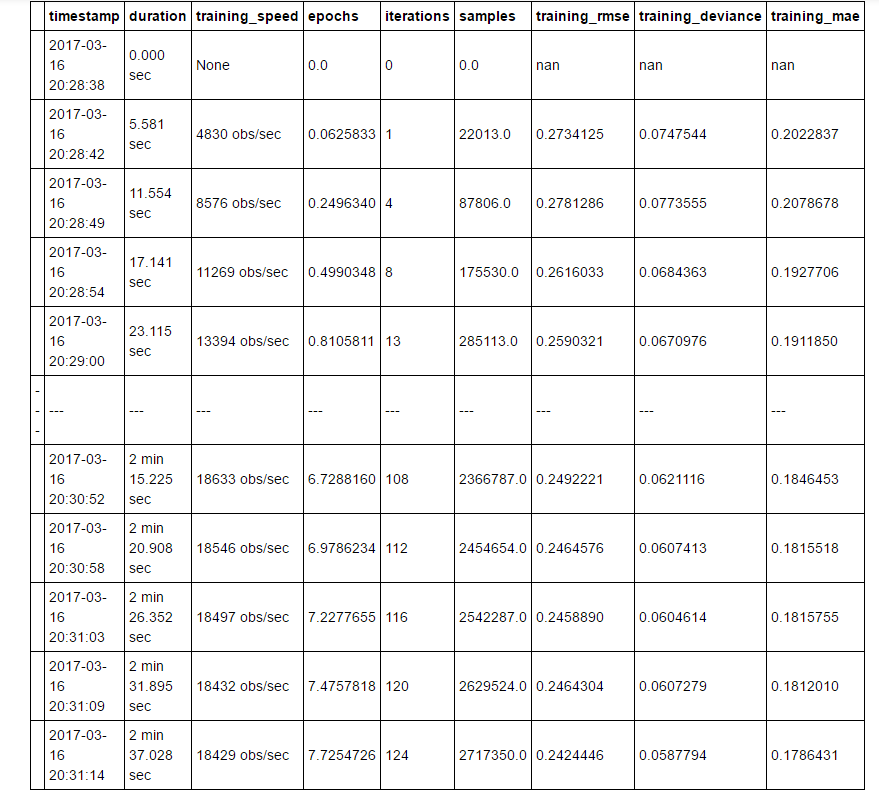 timestamp duration training_speed epochs iterations samples training_rmse training_deviance training_mae
2017-03-
16
20:28:38
0.000
sec
None 0.0 0 0.0 nan nan nan
2017-03-
16
20:28:42
5.581
sec
4830 obs/sec 0.0625833 1 22013.0 0.2734125 0.0747544 0.2022837
2017-03-
16
20:28:49
11.554
sec
8576 obs/sec 0.2496340 4 87806.0 0.2781286 0.0773555 0.2078678
2017-03-
16
20:28:54
17.141
sec
11269 obs/sec 0.4990348 8 175530.0 0.2616033 0.0684363 0.1927706
2017-03-
16
20:29:00
23.115
sec
13394 obs/sec 0.8105811 13 285113.0 0.2590321 0.0670976 0.1911850
-
-
-
--- --- --- --- --- --- --- --- ---
2017-03-
16
20:30:52
2 min
15.225
sec
18633 obs/sec 6.7288160 108 2366787.0 0.2492221 0.0621116 0.1846453
2017-03-
16
20:30:58
2 min
20.908
sec
18546 obs/sec 6.9786234 112 2454654.0 0.2464576 0.0607413 0.1815518
2017-03-
16
20:31:03
2 min
26.352
sec
18497 obs/sec 7.2277655 116 2542287.0 0.2458890 0.0604614 0.1815755
2017-03-
16
20:31:09
2 min
31.895
sec
18432 obs/sec 7.4757818 120 2629524.0 0.2464304 0.0607279 0.1812010
2017-03-
16
20:31:14
2 min
37.028
sec
18429 obs/sec 7.7254726 124 2717350.0 0.2424446 0.0587794 0.1786431